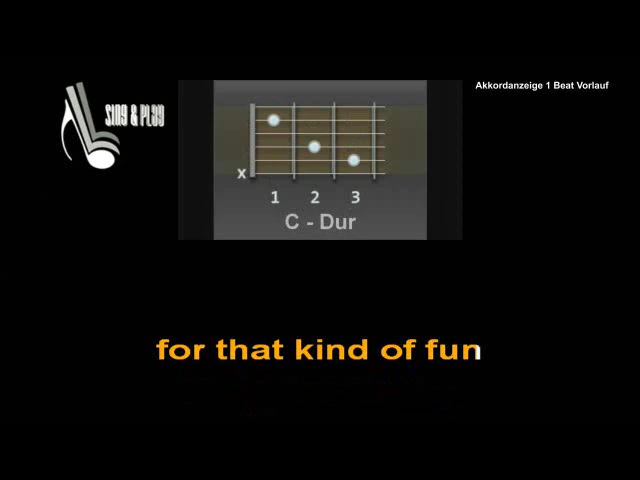 Akkordanzeige 1 Beat Vorlauf
SING & PLAY
x
1 2 3
C - Dur
for that kind of fun